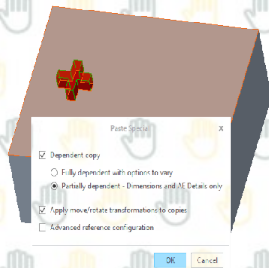 Paste Special
X
Dependent copy
Fully dependent with options to vary
Partially dependent - Dimensions and AE Details only
Apply move/rotate transformations to copies
Advanced reference configuration
OK Cancel